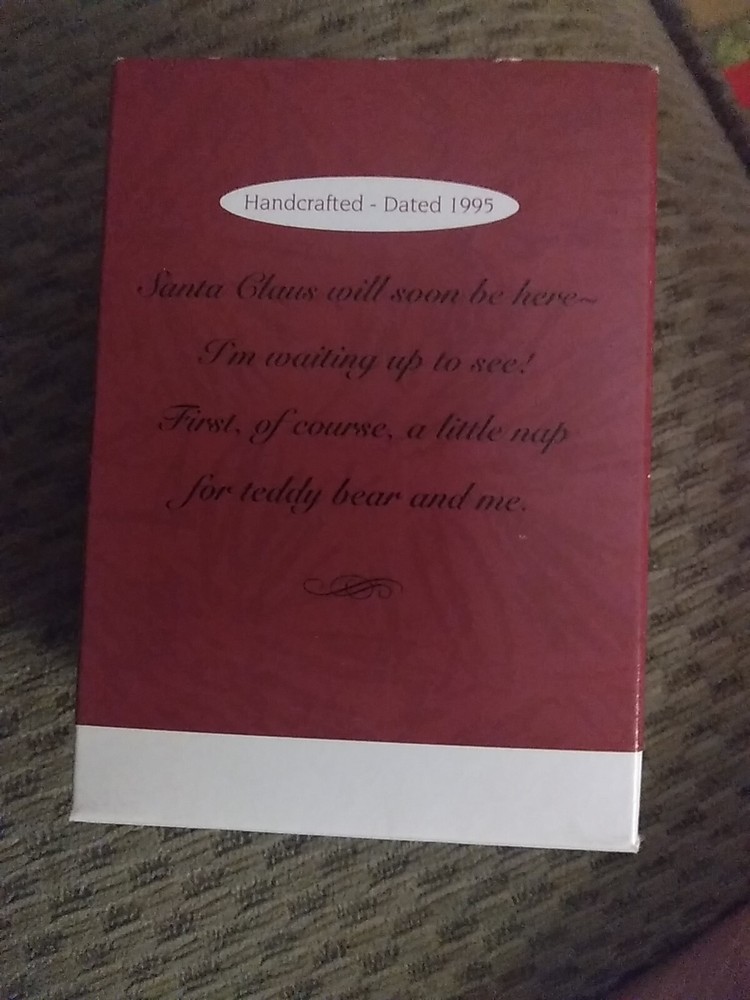 Handcrafted - Dated 1995
Santa Claus will soon be here~
I'm waiting up to see!
First, of course, a little nap
for teddy bear and me.